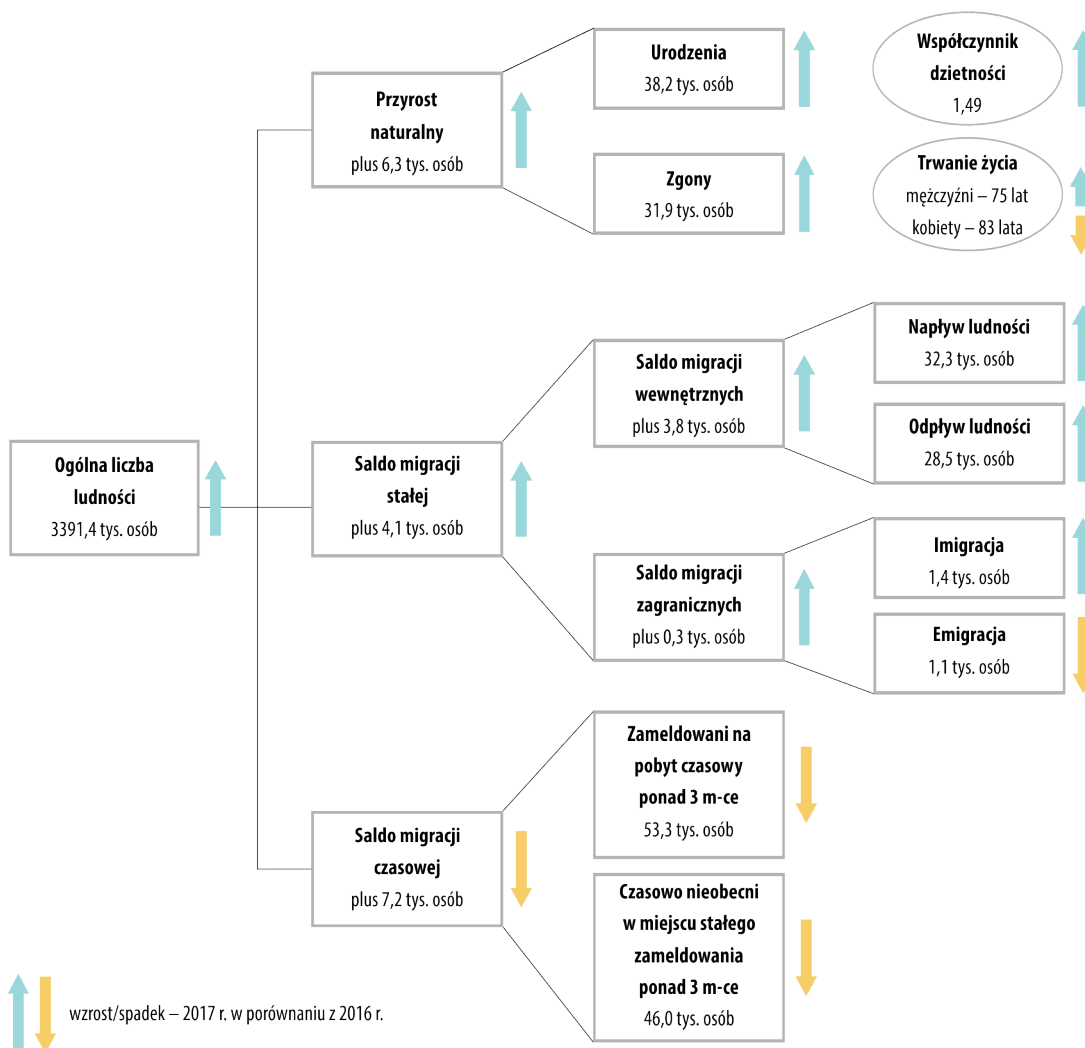 Ogólna liczba
ludności
3391,4 tys. osób
Przyrost
naturalny
plus 6,3 tys. osób
Urodzenia
38,2 tys. osób
Zgony
31,9 tys. osób
Współczynnik
dzietności
1,49
Trwanie życia
mężczyźni – 75 lat
kobiety – 83 lata
Saldo migracji
stałej
plus 4,1 tys. osób
Saldo migracji
wewnętrznych
plus 3,8 tys. osób
Napływ ludności
32,3 tys. osób
Odpływ ludności
28,5 tys. osób
Saldo migracji
zagranicznych
plus 0,3 tys. osób
Imigracja
1,4 tys. osób
Emigracja
1,1 tys. osób
Saldo migracji
czasowej
plus 7,2 tys. osób
Zameldowani na
pobyt czasowy
ponad 3 m-ce
53,3 tys. osób
Czasowo nieobecni
w miejscu stałego
zameldowania
ponad 3 m-ce
46,0 tys. osób
wzrost/spadek – 2017 r. w porównaniu z 2016 r.